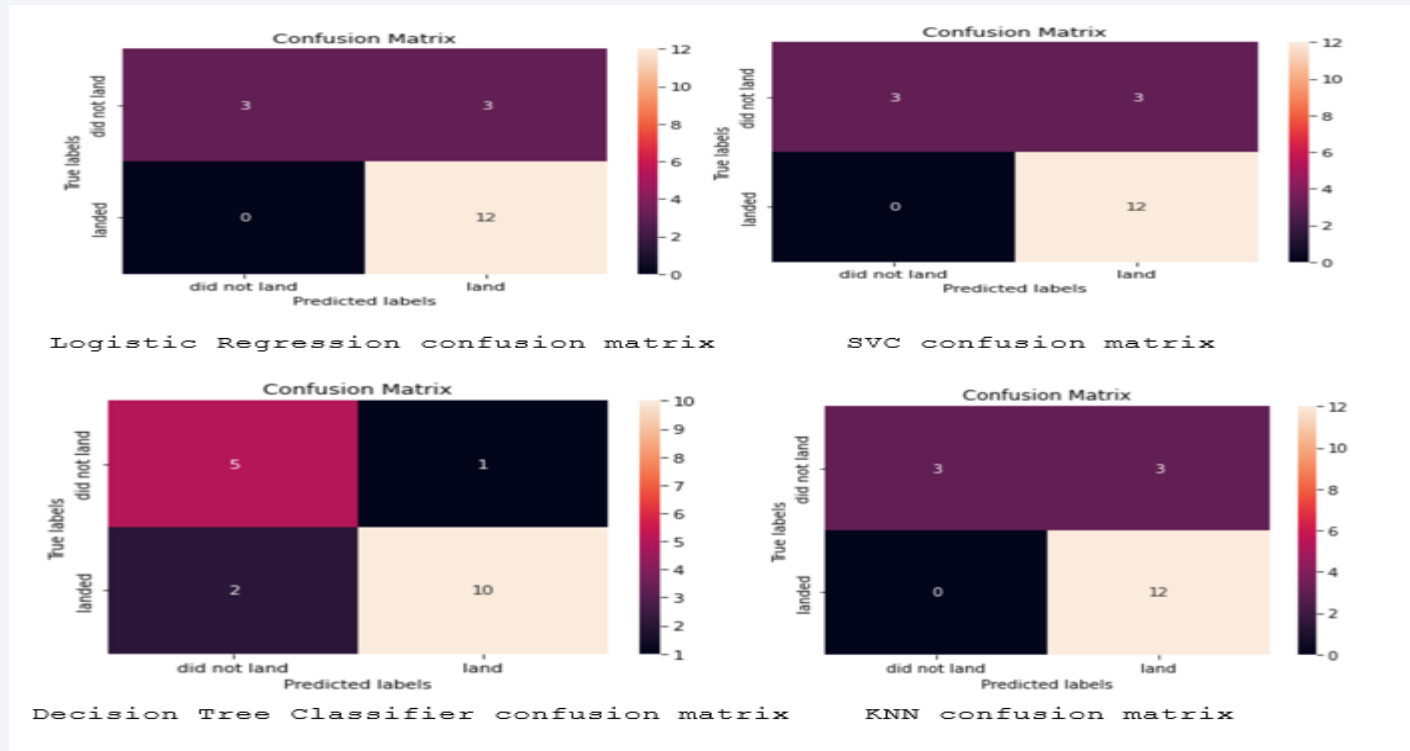 Confusion Matrix
True labels
did not land
landed
3 3
0 12
12
10
8
6
4
2
0
did not land land
Predicted labels
Logistic Regression confusion matrix
Confusion Matrix
True labels
did not land
landed
3 3
0 12
12
10
8
6
4
2
0
did not land land
Predicted labels
SVC confusion matrix
Confusion Matrix
True labels
did not land
landed
5 1
2 10
10
9
8
7
6
5
4
3
2
1
did not land land
Predicted labels
Decision Tree Classifier confusion matrix
Confusion Matrix
True labels
did not land
landed
3 3
0 12
12
10
8
6
4
2
0
did not land land
Predicted labels
KNN confusion matrix